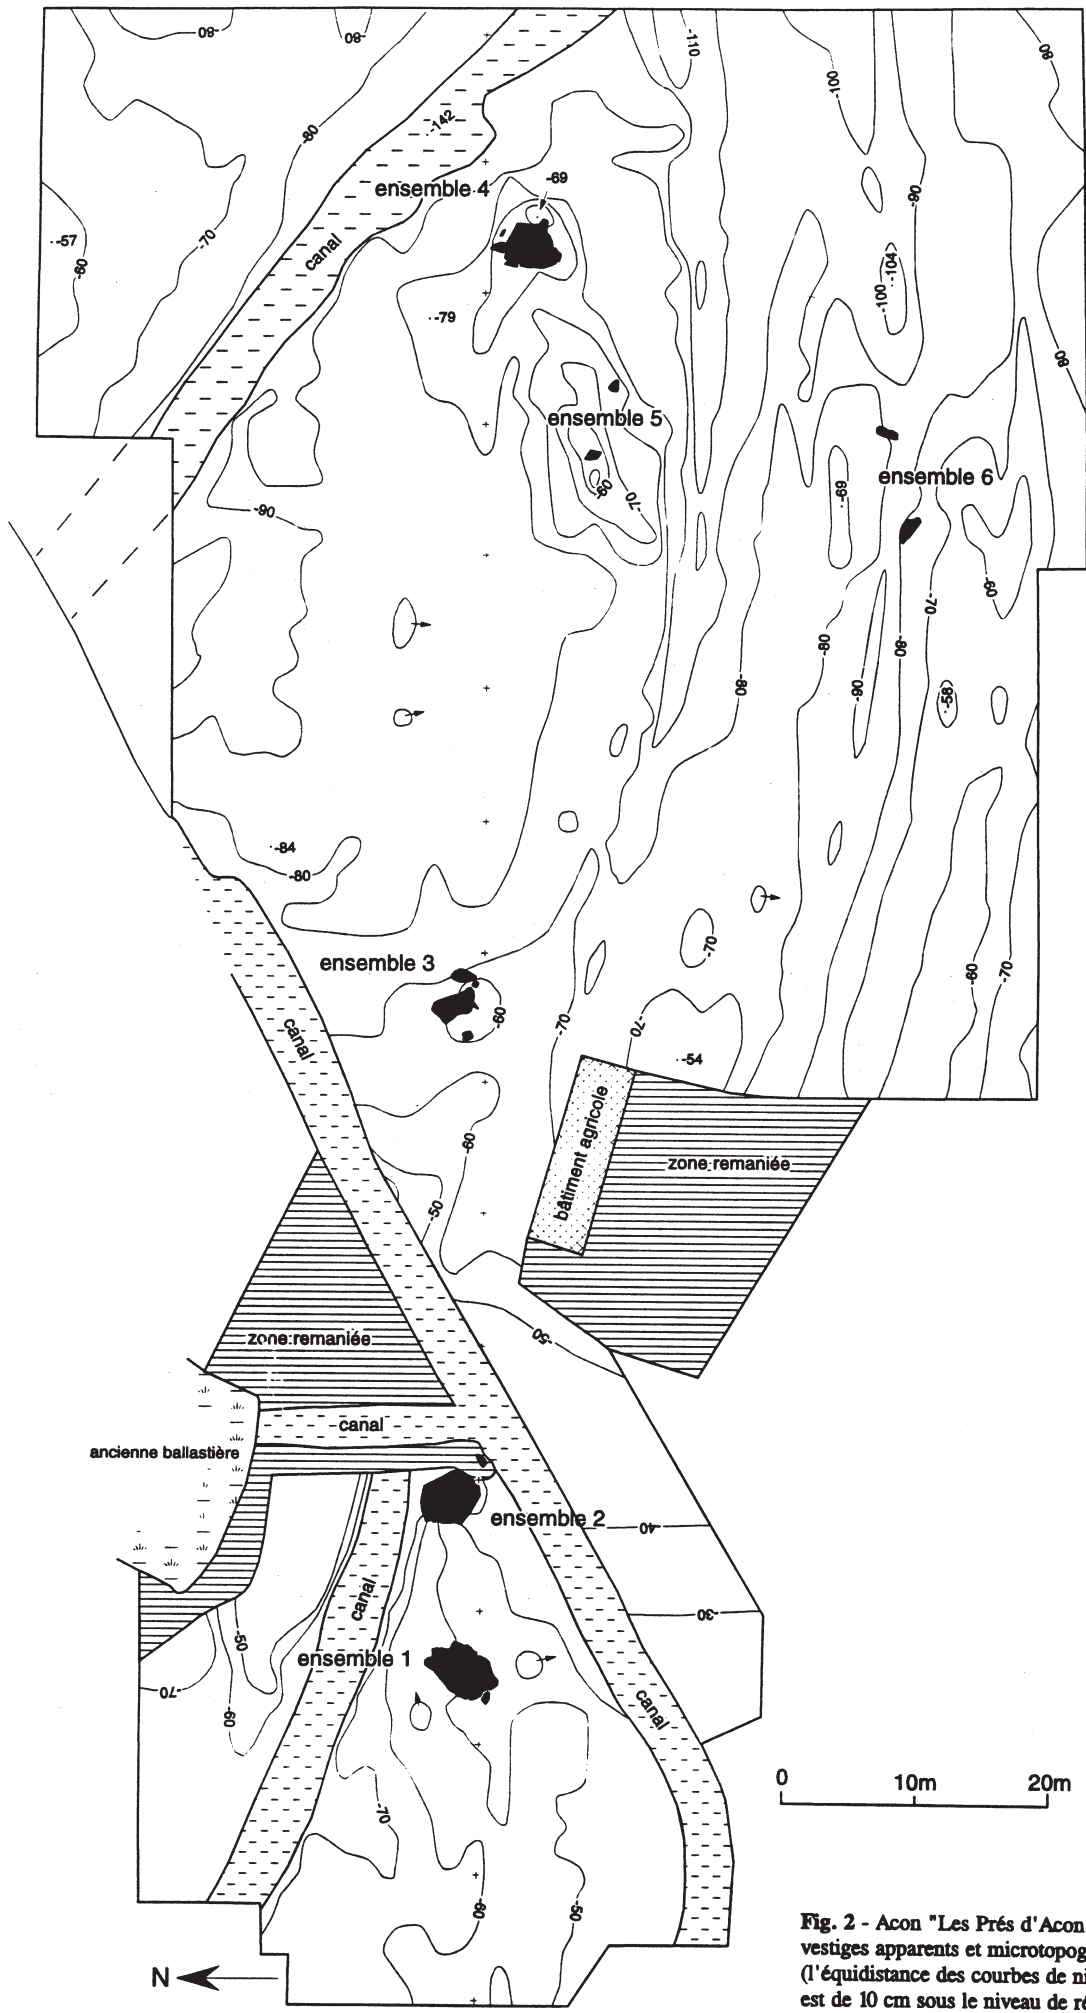 -80
-80
-110
-100
80
-142
-80
ensemble 4
-69
-90
-70
-57
-60
canal
-104
-100
-79
80
ensemble 5
ensemble 6
-60
-70
-69
-90
-60
-70
-80
-80
-80
-90
-58
-84
-80
ensemble 3
-60
-70
-60
-70
canal
-70
-70
-54
bâtiment agricole
-60
zone remaniée
-50
zone remaniée
-50
canal
ancienne ballastière
ensemble 2
-40
canal
-30
-50
ensemble 1
-70
60
canal
0 10m 20m
-70
-60
-50
N
Fig. 2 - Acon "Les Prés d'Acon
vestiges apparents et microtopog
(l'équidistance des courbes de ni
est de 10 cm sous le niveau de ré